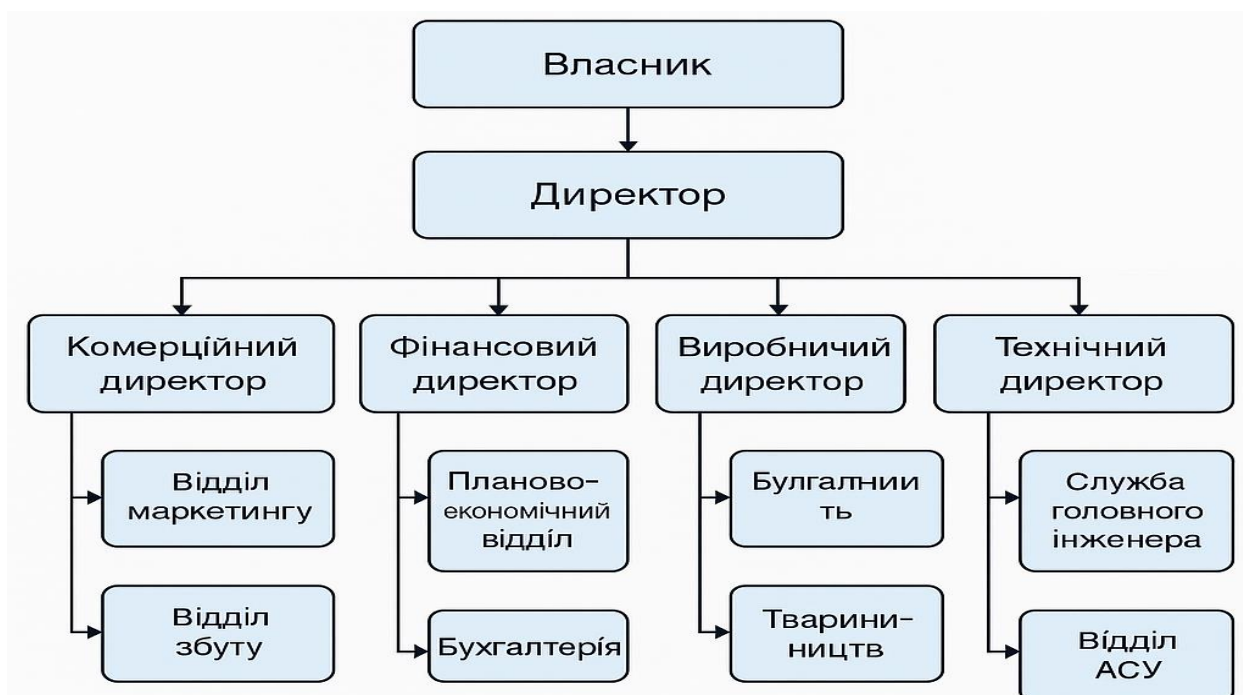 Власник
Директор
Комерційний
директор
Фінансовий
директор
Виробничий
директор
Технічний
директор
Відділ
маркетингу
Відділ
збуту
Планово-
економічний
відділ
Бухгалтерія
Булгалтнии
ть
Тварини-
ництв
Служба
головного
інженера
Відділ
АСУ